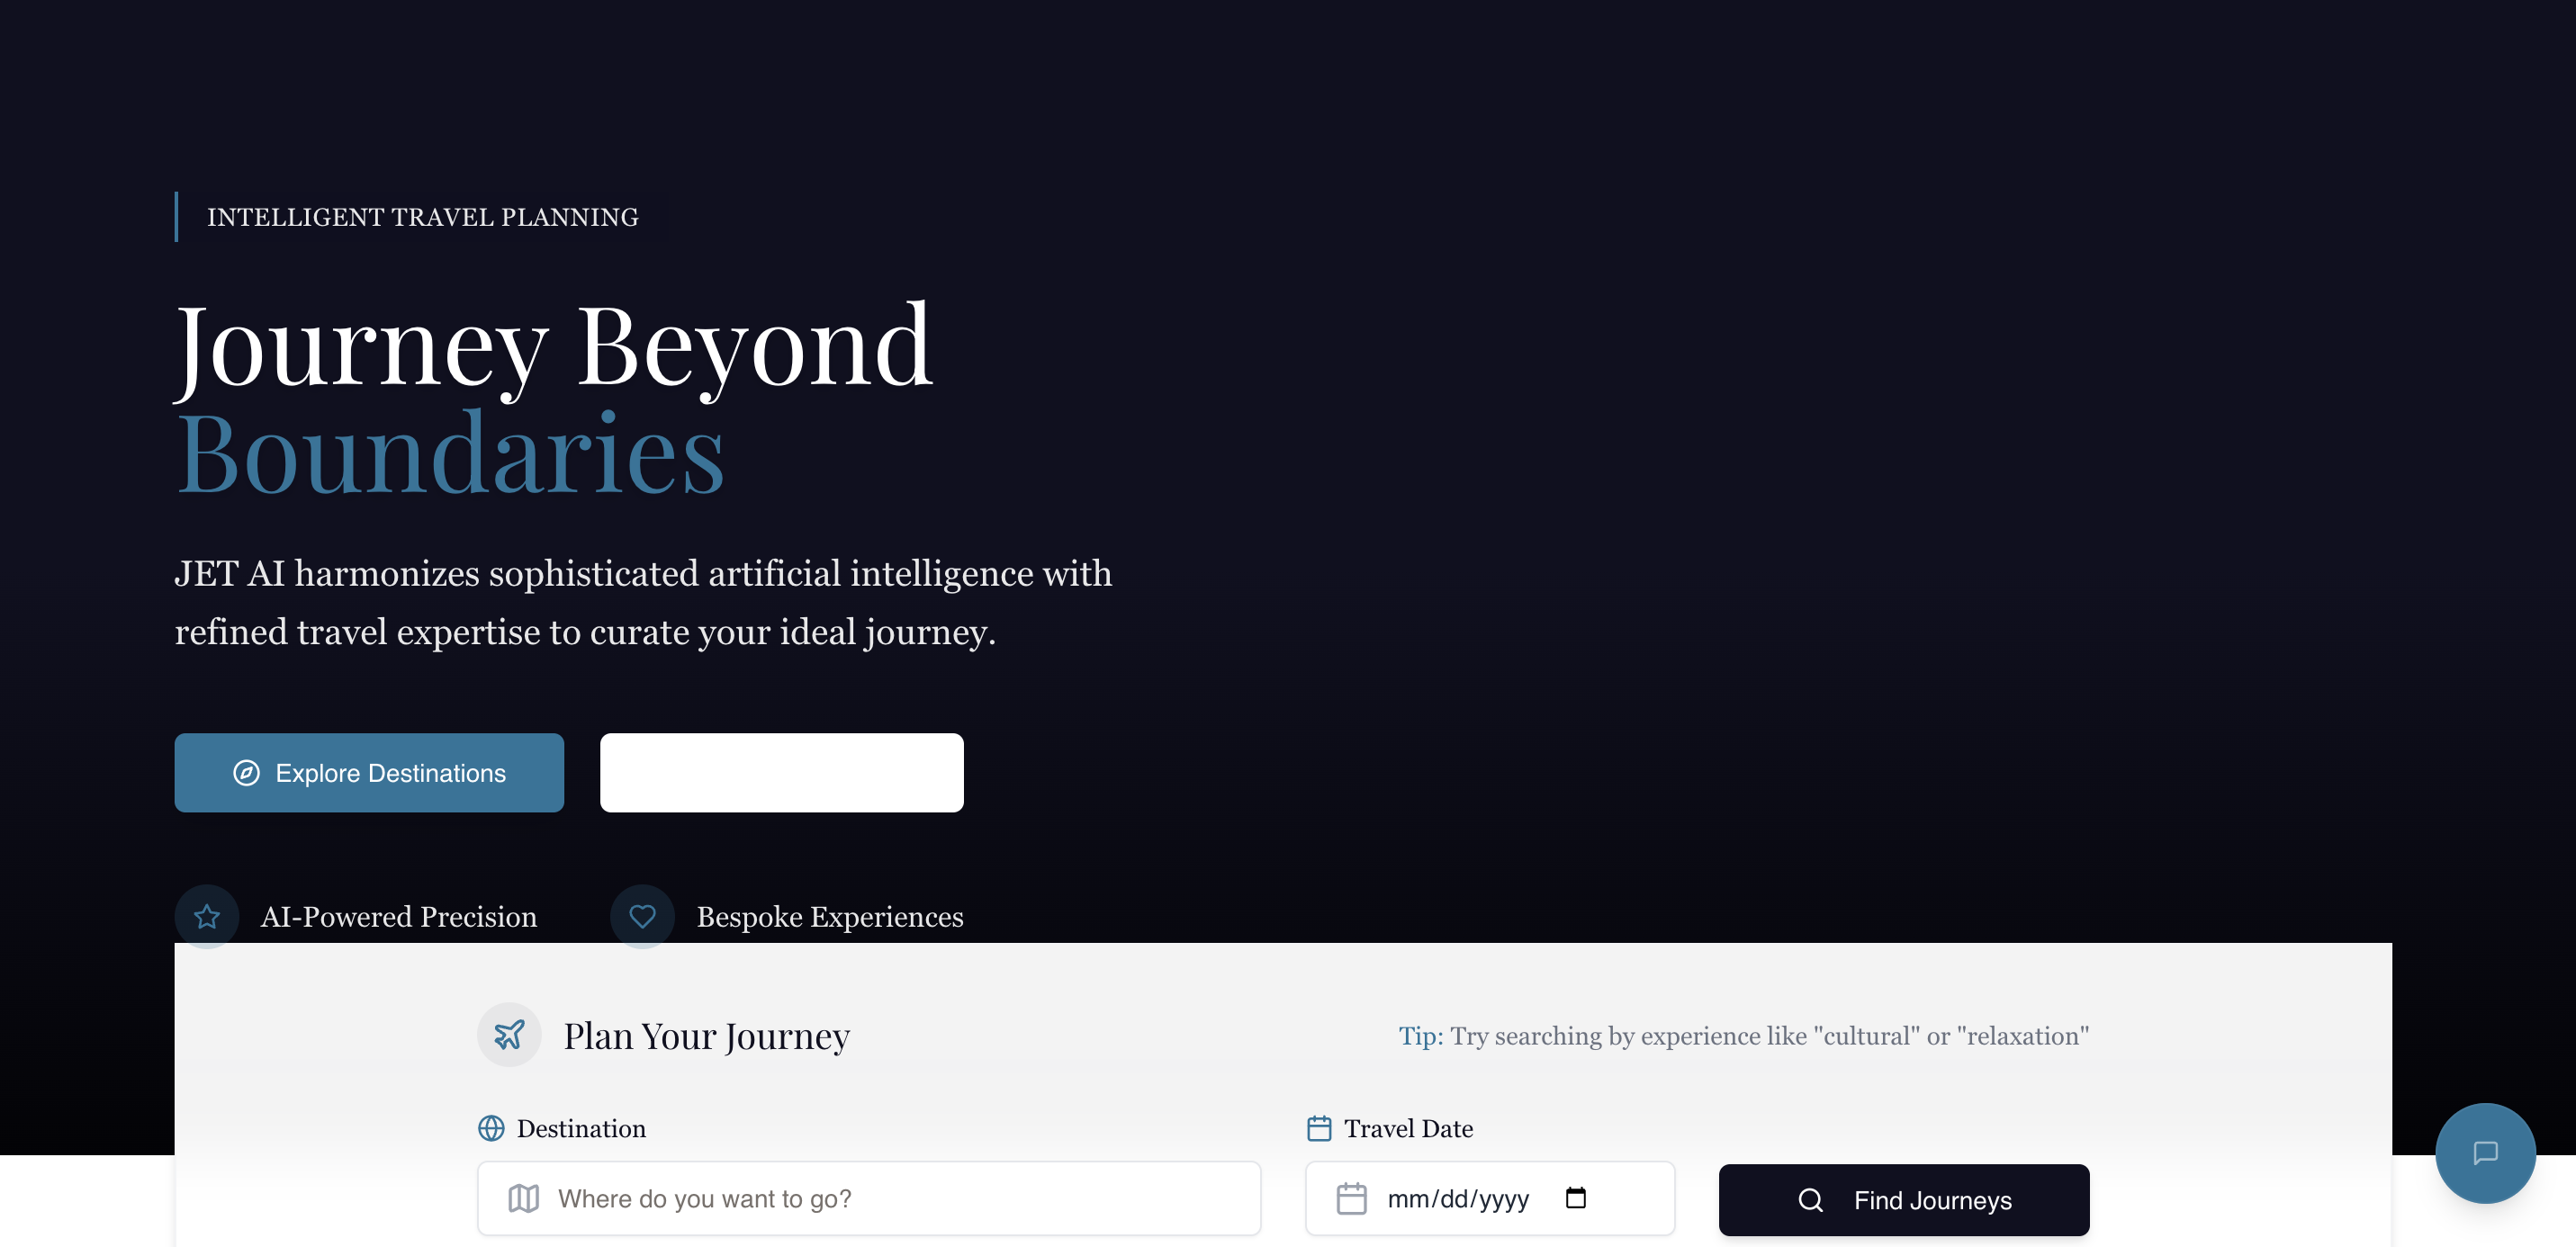 INTELLIGENT TRAVEL PLANNING
Journey Beyond
Boundaries
JET AI harmonizes sophisticated artificial intelligence with
refined travel expertise to curate your ideal journey.
Explore Destinations
AI-Powered Precision
Bespoke Experiences
Plan Your Journey
Tip: Try searching by experience like "cultural" or "relaxation"
Destination
Travel Date
Where do you want to go?
mm/dd/yyyy
Find Journeys